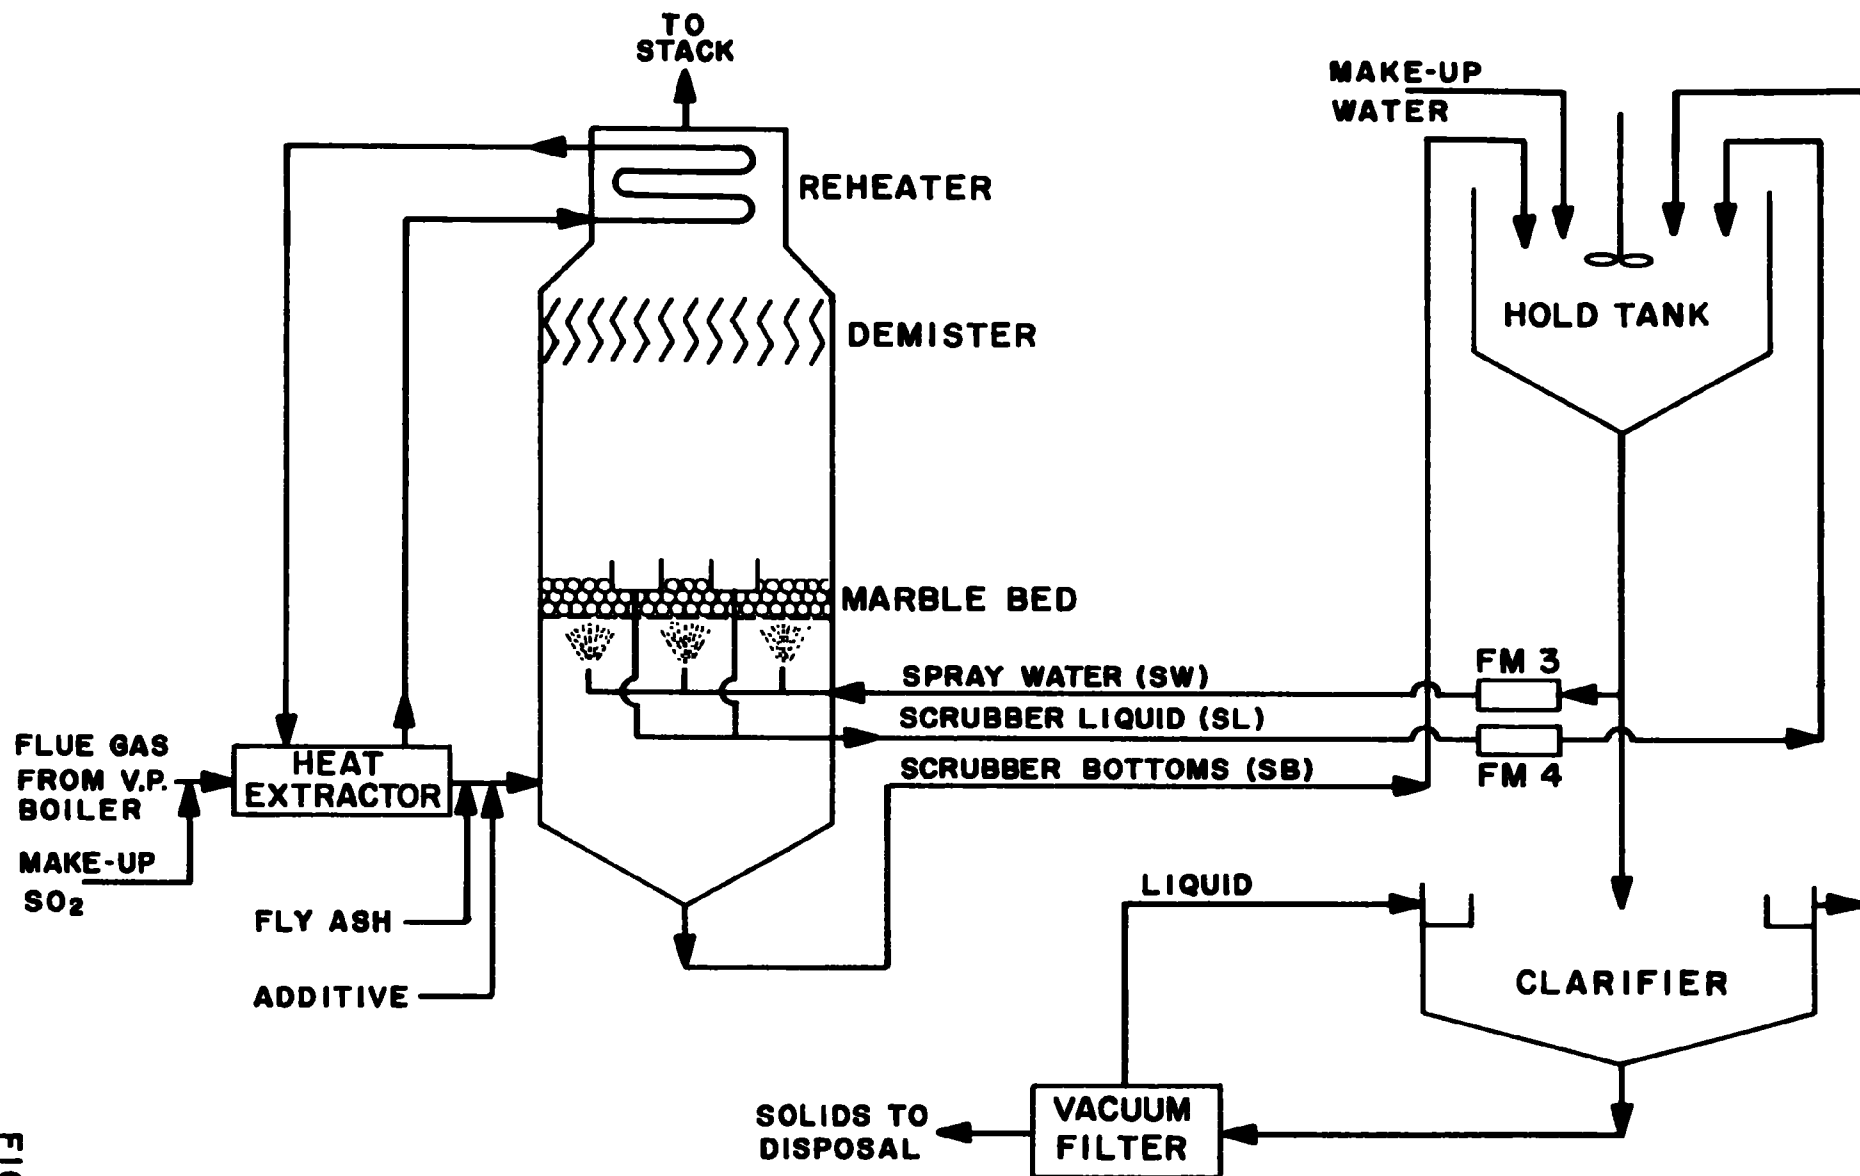 TO
STACK
MAKE-UP
WATER
REHEATER
HOLD TANK
DEMISTER
MARBLE BED
SPRAY WATER (SW)
FM 3
SCRUBBER LIQUID (SL)
FM 4
SCRUBBER BOTTOMS (SB)
FLUE GAS
FROM V.P.
BOILER
HEAT
EXTRACTOR
MAKE-UP
SO2
FLY ASH
ADDITIVE
LIQUID
CLARIFIER
VACUUM
FILTER
SOLIDS TO
DISPOSAL
FIG